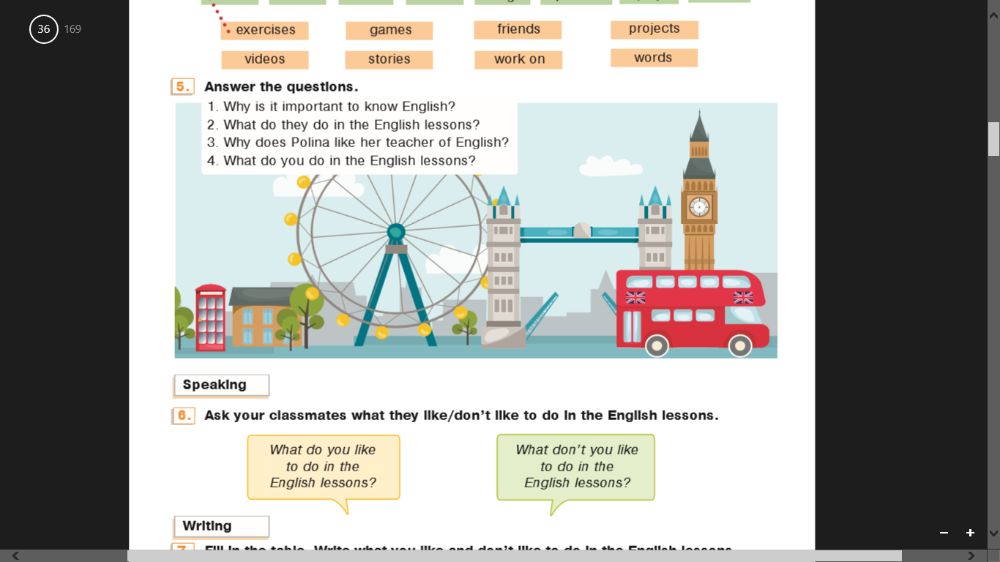 36 169
exercises games friends projects
videos stories work on words
5. Answer the questions.
1. Why is it important to know English?
2. What do they do in the English lessons?
3. Why does Polina like her teacher of English?
4. What do you do in the English lessons?
Speaking
6. Ask your classmates what they like/don't like to do in the English lessons.
What do you like
to do in the
English lessons?
What don't you like
to do in the
English lessons?
Writing
7. Fill in the table. Write what you like and don't like to do in the English lessons